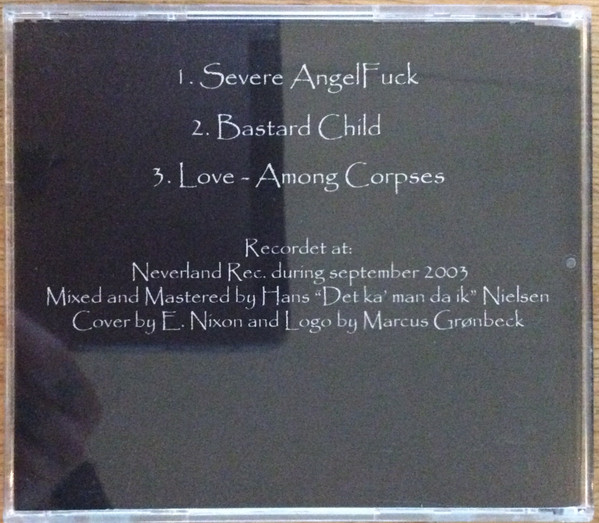 1. Severe AngelFuck
2. Bastard Child
3. Love - Among Corpses
Recordet at:
Neverland Rec. during september 2003
Mixed and Mastered by Hans "Det ka' man da ik" Nielsen
Cover by E. Nixon and Logo by Marcus Grønbeck